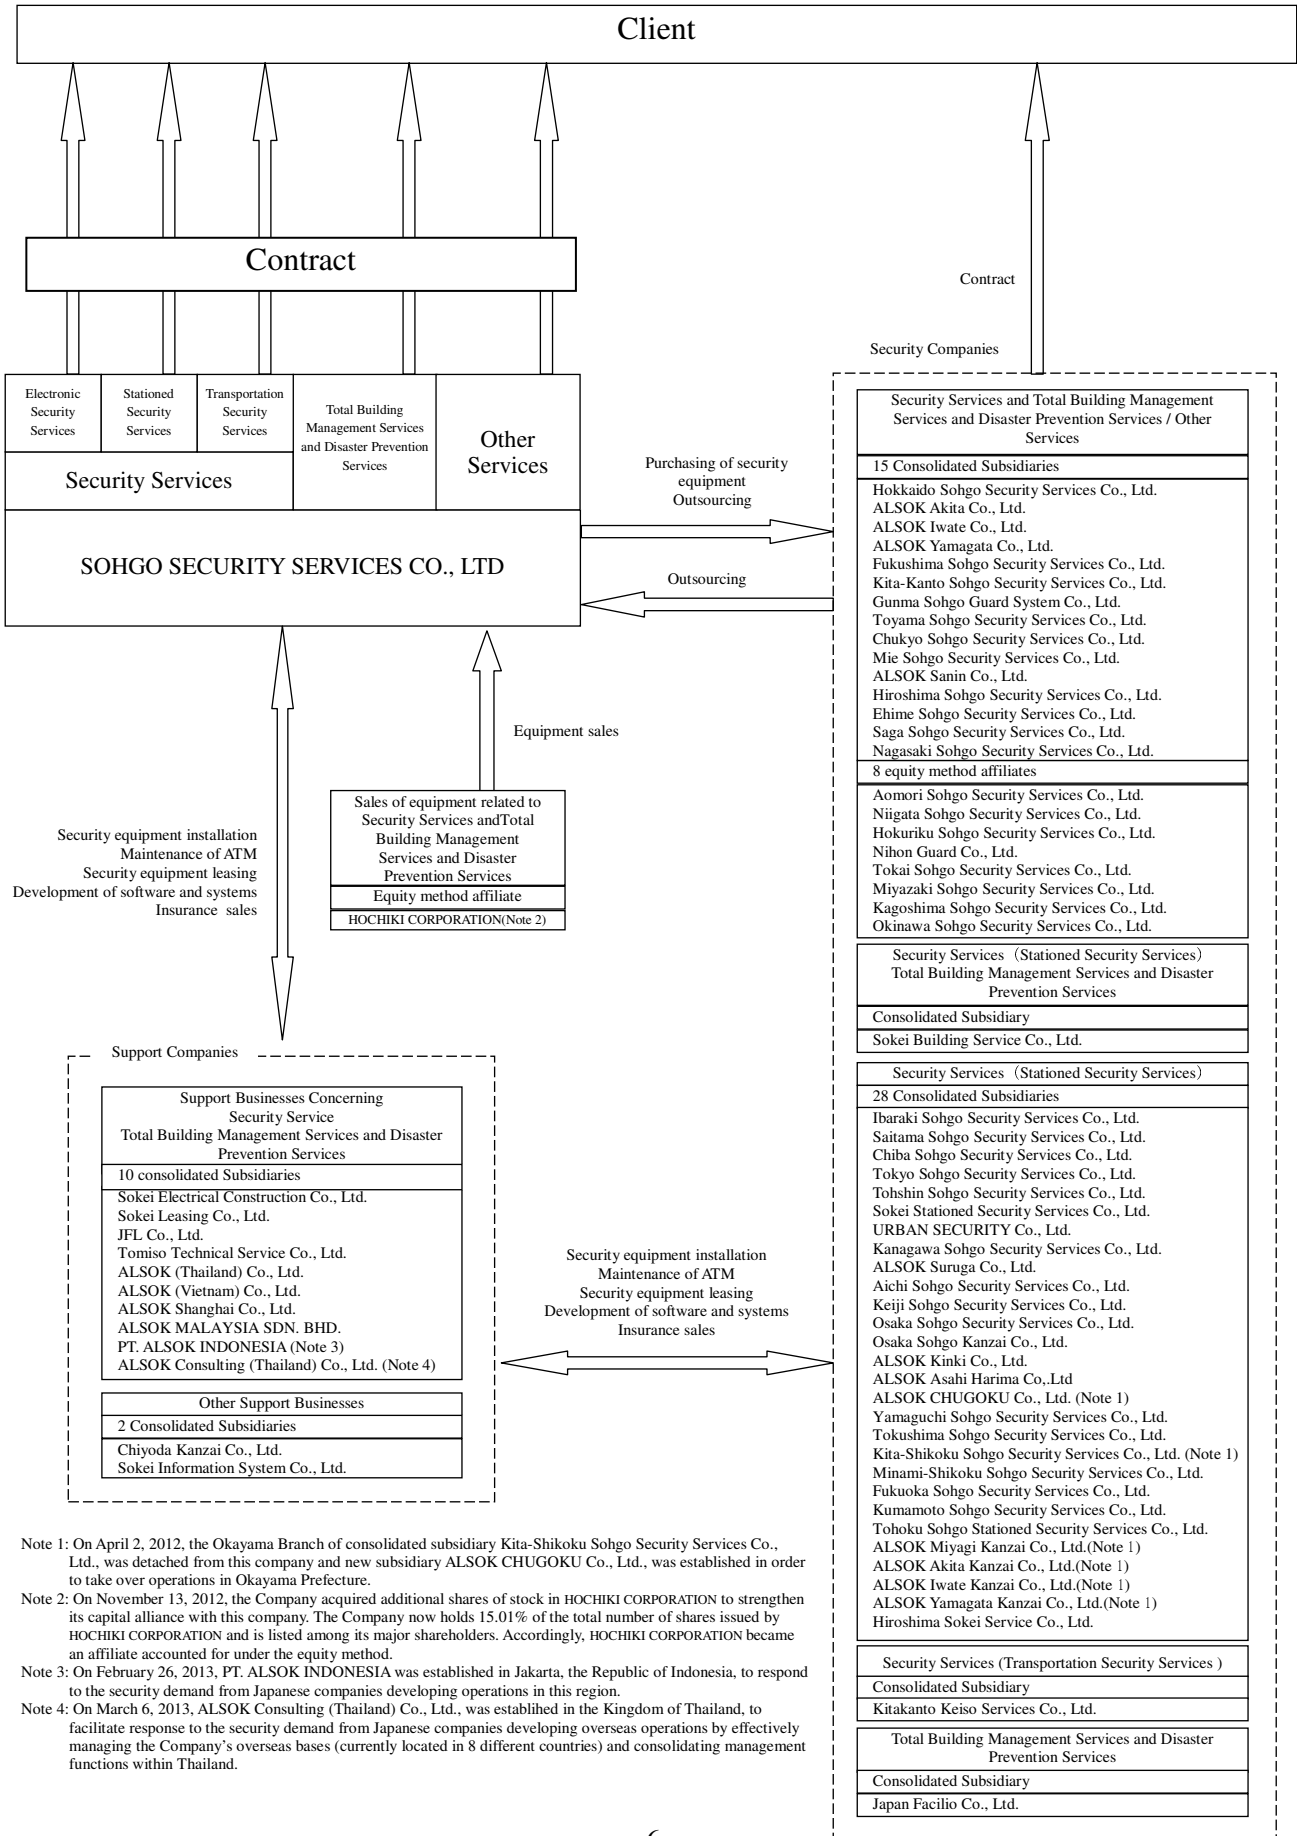 Client
Contract
Contract
Security Companies
Electronic
Security
Services
Stationed
Security
Services
Transportation
Security
Services
Security Services
Total Building
Management Services
and Disaster Prevention
Services
Other
Services
SOHGO SECURITY SERVICES CO., LTD
Purchasing of security
equipment
Outsourcing
Outsourcing
Equipment sales
Sales of equipment related to
Security Services andTotal
Building Management
Services and Disaster
Prevention Services
Equity method affiliate
HOCHIKI CORPORATION(Note 2)
Security equipment installation
Maintenance of ATM
Security equipment leasing
Development of software and systems
Insurance sales
Support Companies
Support Businesses Concerning
Security Service
Total Building Management Services and Disaster
Prevention Services
10 consolidated Subsidiaries
Sokei Electrical Construction Co., Ltd.
Sokei Leasing Co., Ltd.
JFL Co., Ltd.
Tomiso Technical Service Co., Ltd.
ALSOK (Thailand) Co., Ltd.
ALSOK (Vietnam) Co., Ltd.
ALSOK Shanghai Co., Ltd.
ALSOK MALAYSIA SDN. BHD.
PT. ALSOK INDONESIA (Note 3)
ALSOK Consulting (Thailand) Co., Ltd. (Note 4)
Other Support Businesses
2 Consolidated Subsidiaries
Chiyoda Kanzai Co., Ltd.
Sokei Information System Co., Ltd.
Security equipment installation
Maintenance of ATM
Security equipment leasing
Development of software and systems
Insurance sales
Security Services and Total Building Management
Services and Disaster Prevention Services / Other
Services
15 Consolidated Subsidiaries
Hokkaido Sohgo Security Services Co., Ltd.
ALSOK Akita Co., Ltd.
ALSOK Iwate Co., Ltd.
ALSOK Yamagata Co., Ltd.
Fukushima Sohgo Security Services Co., Ltd.
Kita-Kanto Sohgo Security Services Co., Ltd.
Gunma Sohgo Guard System Co., Ltd.
Toyama Sohgo Security Services Co., Ltd.
Chukyo Sohgo Security Services Co., Ltd.
Mie Sohgo Security Services Co., Ltd.
ALSOK Sanin Co., Ltd.
Hiroshima Sohgo Security Services Co., Ltd.
Ehime Sohgo Security Services Co., Ltd.
Saga Sohgo Security Services Co., Ltd.
Nagasaki Sohgo Security Services Co., Ltd.
8 equity method affiliates
Aomori Sohgo Security Services Co., Ltd.
Niigata Sohgo Security Services Co., Ltd.
Hokuriku Sohgo Security Services Co., Ltd.
Nihon Guard Co., Ltd.
Tokai Sohgo Security Services Co., Ltd.
Miyazaki Sohgo Security Services Co., Ltd.
Kagoshima Sohgo Security Services Co., Ltd.
Okinawa Sohgo Security Services Co., Ltd.
Security Services（Stationed Security Services）
Total Building Management Services and Disaster
Prevention Services
Consolidated Subsidiary
Sokei Building Service Co., Ltd.
Security Services（Stationed Security Services）
28 Consolidated Subsidiaries
Ibaraki Sohgo Security Services Co., Ltd.
Saitama Sohgo Security Services Co., Ltd.
Chiba Sohgo Security Services Co., Ltd.
Tokyo Sohgo Security Services Co., Ltd.
Tohshin Sohgo Security Services Co., Ltd.
Sokei Stationed Security Services Co., Ltd.
URBAN SECURITY Co., Ltd.
Kanagawa Sohgo Security Services Co., Ltd.
ALSOK Suruga Co., Ltd.
Aichi Sohgo Security Services Co., Ltd.
Keiji Sohgo Security Services Co., Ltd.
Osaka Sohgo Security Services Co., Ltd.
Osaka Sohgo Kanzai Co., Ltd.
ALSOK Kinki Co., Ltd.
ALSOK Asahi Harima Co,.Ltd
ALSOK CHUGOKU Co., Ltd. (Note 1)
Yamaguchi Sohgo Security Services Co., Ltd.
Tokushima Sohgo Security Services Co., Ltd.
Kita-Shikoku Sohgo Security Services Co., Ltd. (Note 1)
Minami-Shikoku Sohgo Security Services Co., Ltd.
Fukuoka Sohgo Security Services Co., Ltd.
Kumamoto Sohgo Security Services Co., Ltd.
Tohoku Sohgo Stationed Security Services Co., Ltd.
ALSOK Miyagi Kanzai Co., Ltd.(Note 1)
ALSOK Akita Kanzai Co., Ltd.(Note 1)
ALSOK Iwate Kanzai Co., Ltd.(Note 1)
ALSOK Yamagata Kanzai Co., Ltd.(Note 1)
Hiroshima Sokei Service Co., Ltd.
Security Services (Transportation Security Services )
Consolidated Subsidiary
Kitakanto Keiso Services Co., Ltd.
Total Building Management Services and Disaster
Prevention Services
Consolidated Subsidiary
Japan Facilio Co., Ltd.
Note 1: On April 2, 2012, the Okayama Branch of consolidated subsidiary Kita-Shikoku Sohgo Security Services Co.,
Ltd., was detached from this company and new subsidiary ALSOK CHUGOKU Co., Ltd., was established in order
to take over operations in Okayama Prefecture.
Note 2: On November 13, 2012, the Company acquired additional shares of stock in HOCHIKI CORPORATION to strengthen
its capital alliance with this company. The Company now holds 15.01% of the total number of shares issued by
HOCHIKI CORPORATION and is listed among its major shareholders. Accordingly, HOCHIKI CORPORATION became
an affiliate accounted for under the equity method.
Note 3: On February 26, 2013, PT. ALSOK INDONESIA was established in Jakarta, the Republic of Indonesia, to respond
to the security demand from Japanese companies developing operations in this region.
Note 4: On March 6, 2013, ALSOK Consulting (Thailand) Co., Ltd., was establihed in the Kingdom of Thailand, to
facilitate response to the security demand from Japanese companies developing overseas operations by effectively
managing the Company's overseas bases (currently located in 8 different countries) and consolidating management
functions within Thailand.